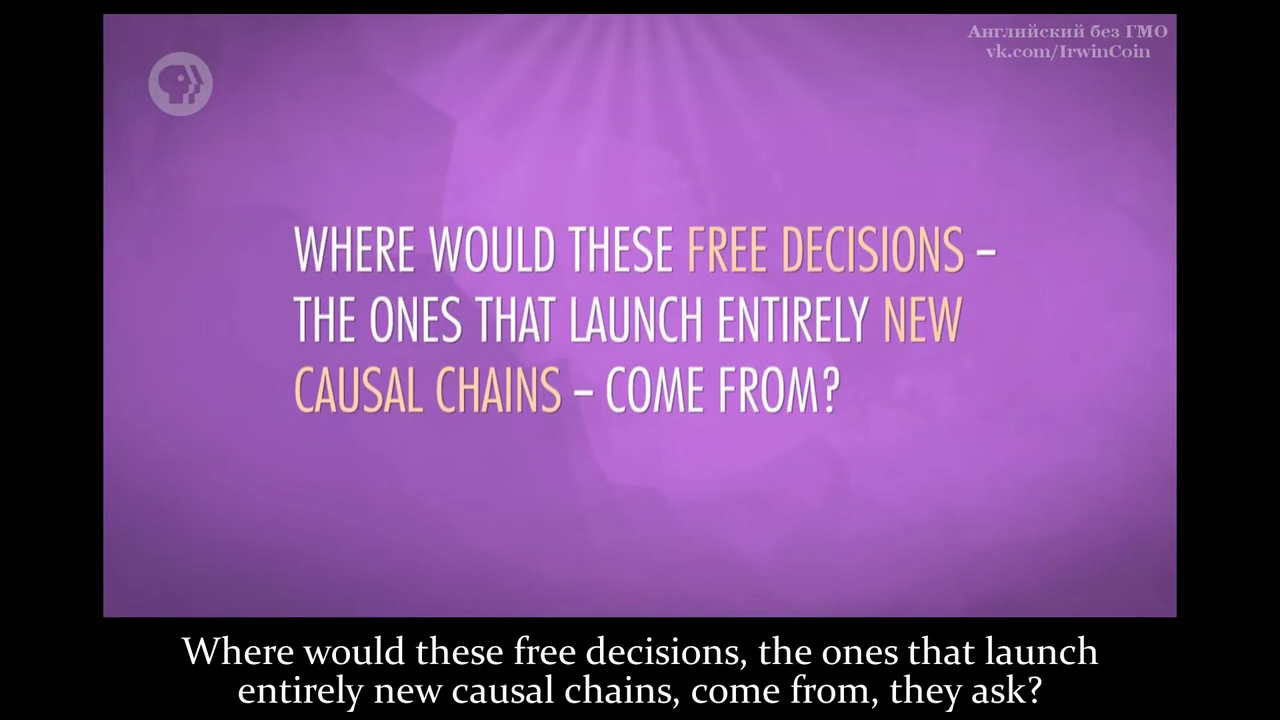 Английский без ГМО
vk.com/IrwinCoin
WHERE WOULD THESE FREE DECISIONS –
THE ONES THAT LAUNCH ENTIRELY NEW
CAUSAL CHAINS – COME FROM?
Where would these free decisions, the ones that launch
entirely new causal chains, come from, they ask?